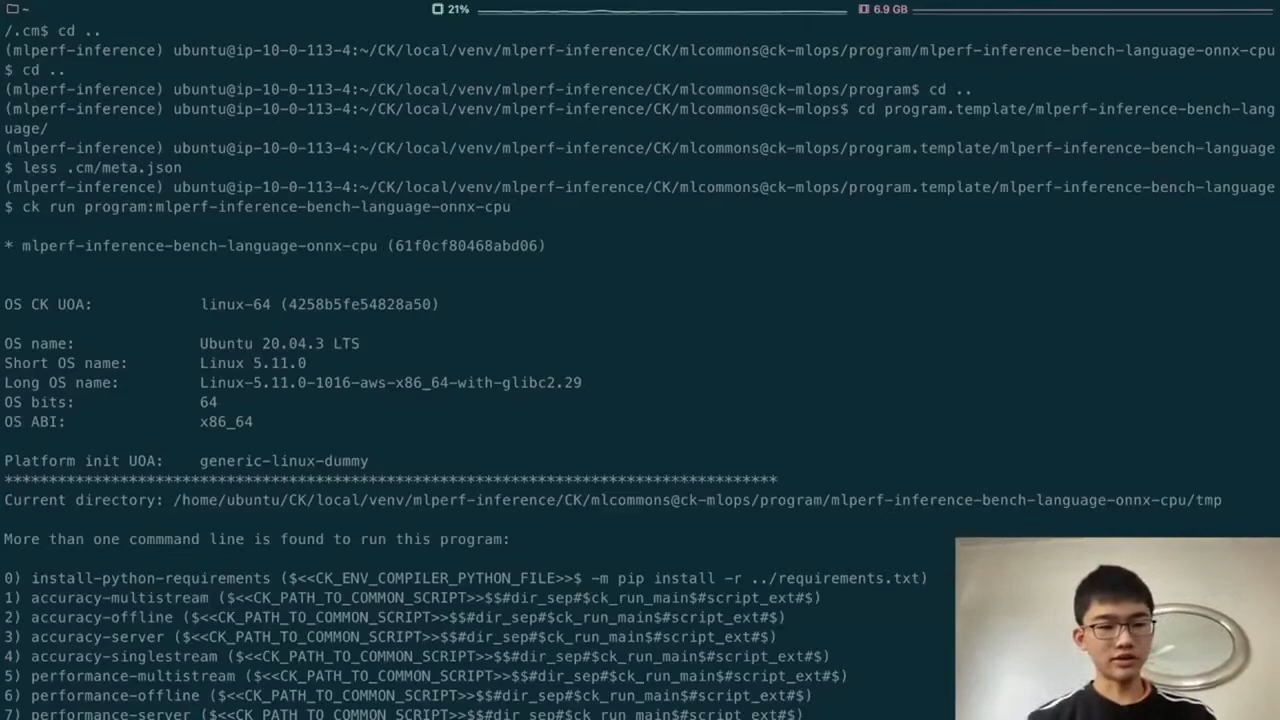 ~ 21% 6.9 GB
/.cm$ cd ..
(mlperf-inference) ubuntu@ip-10-0-113-4:~/CK/local/venv/mlperf-inference/CK/mlcommons@ck-mlops/program/mlperf-inference-bench-language-onnx-cpu
$ cd ..
(mlperf-inference) ubuntu@ip-10-0-113-4:~/CK/local/venv/mlperf-inference/CK/mlcommons@ck-mlops/program$ cd ..
(mlperf-inference) ubuntu@ip-10-0-113-4:~/CK/local/venv/mlperf-inference/CK/mlcommons@ck-mlops$ cd program.template/mlperf-inference-bench-lang
uage/
(mlperf-inference) ubuntu@ip-10-0-113-4:~/CK/local/venv/mlperf-inference/CK/mlcommons@ck-mlops/program.template/mlperf-inference-bench-language
$ less .cm/meta.json
(mlperf-inference) ubuntu@ip-10-0-113-4:~/CK/local/venv/mlperf-inference/CK/mlcommons@ck-mlops/program.template/mlperf-inference-bench-language
$ ck run program:mlperf-inference-bench-language-onnx-cpu
* mlperf-inference-bench-language-onnx-cpu (61f0cf80468abd06)
OS CK UOA: linux-64 (4258b5fe54828a50)
OS name: Ubuntu 20.04.3 LTS
Short OS name: Linux 5.11.0
Long OS name: Linux-5.11.0-1016-aws-x86_64-with-glibc2.29
OS bits: 64
OS ABI: x86_64
Platform init UOA: generic-linux-dummy
****************************************************************************************
Current directory: /home/ubuntu/CK/local/venv/mlperf-inference/CK/mlcommons@ck-mlops/program/mlperf-inference-bench-language-onnx-cpu/tmp
More than one commmand line is found to run this program:
0) install-python-requirements ($<<CK_ENV_COMPILER_PYTHON_FILE>>$ -m pip install -r ../requirements.txt)
1) accuracy-multistream ($<<CK_PATH_TO_COMMON_SCRIPT>>$$#dir_sep#$ck_run_main$#script_ext#$)
2) accuracy-offline ($<<CK_PATH_TO_COMMON_SCRIPT>>$$#dir_sep#$ck_run_main$#script_ext#$)
3) accuracy-server ($<<CK_PATH_TO_COMMON_SCRIPT>>$$#dir_sep#$ck_run_main$#script_ext#$)
4) accuracy-singlestream ($<<CK_PATH_TO_COMMON_SCRIPT>>$$#dir_sep#$ck_run_main$#script_ext#$)
5) performance-multistream ($<<CK_PATH_TO_COMMON_SCRIPT>>$$#dir_sep#$ck_run_main$#script_ext#$)
6) performance-offline ($<<CK_PATH_TO_COMMON_SCRIPT>>$$#dir_sep#$ck_run_main$#script_ext#$)
7) performance-server ($<<CK_PATH_TO_COMMON_SCRIPT>>$$#dir_sep#$ck_run_main$#script_ext#$)